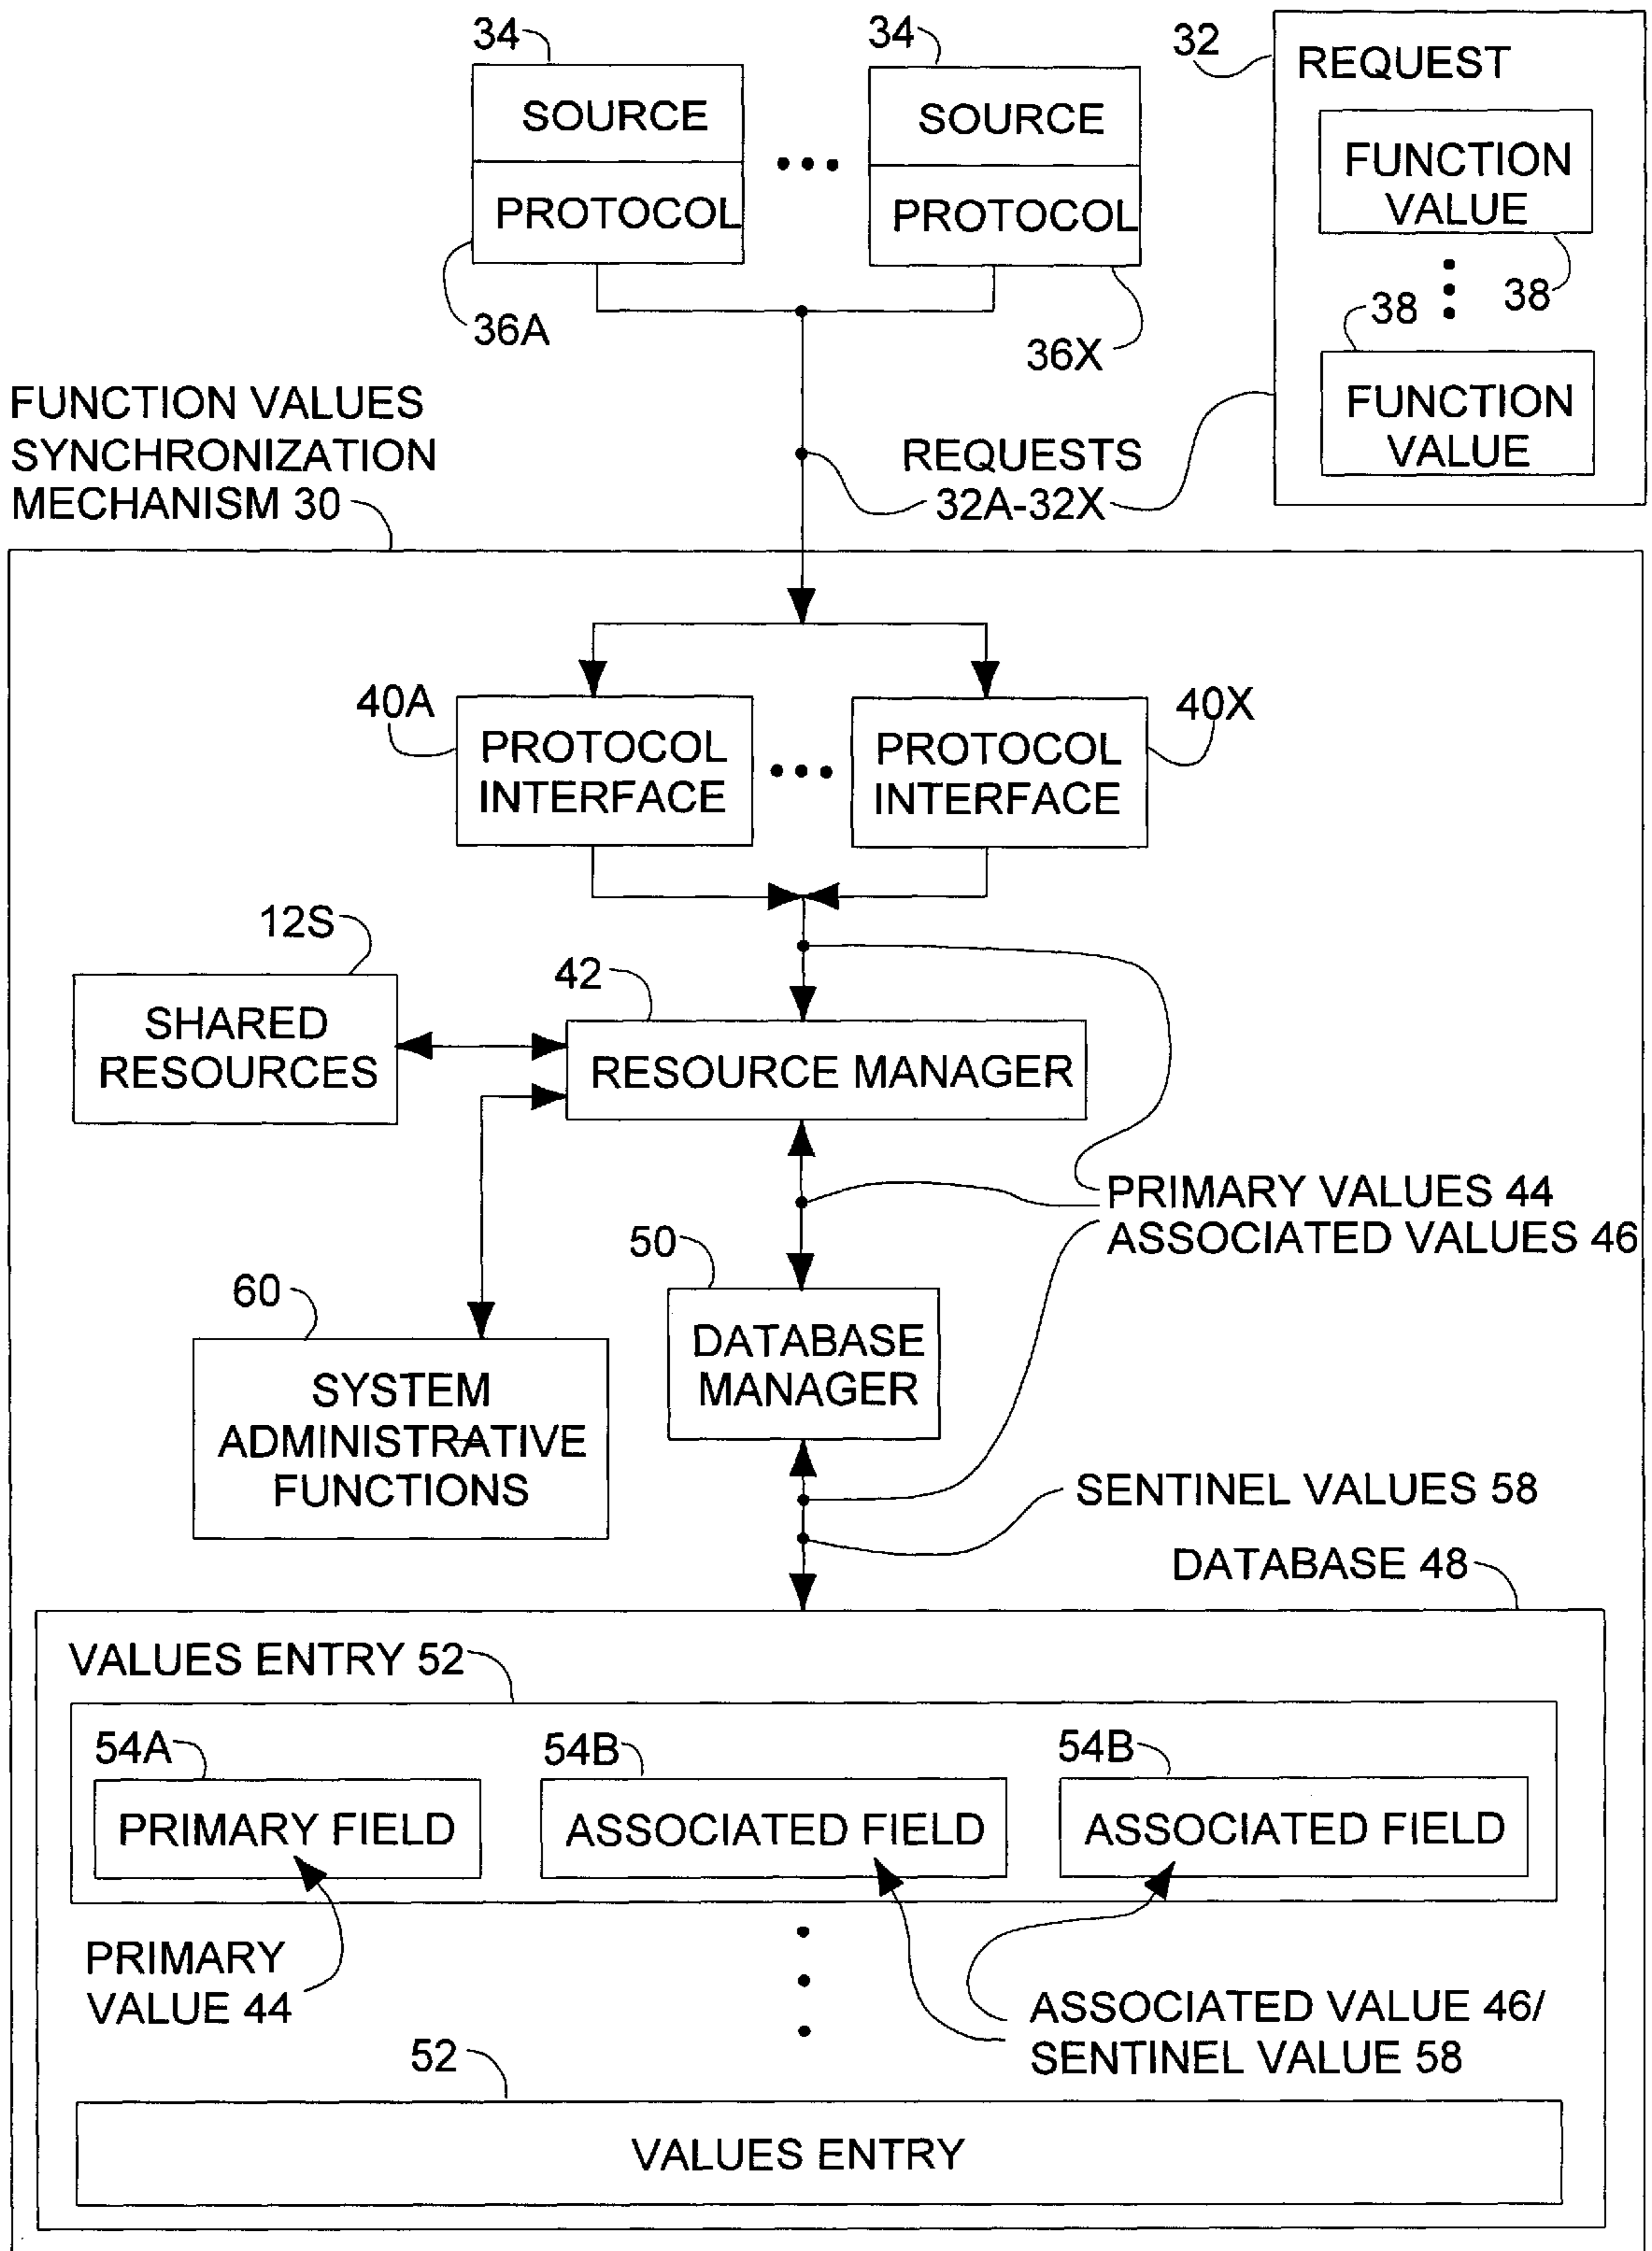 34
34
32
REQUEST
SOURCE
SOURCE
PROTOCOL
PROTOCOL
FUNCTION
VALUE
38
38
FUNCTION
VALUE
36A
36X
FUNCTION VALUES
SYNCHRONIZATION
MECHANISM 30
REQUESTS
32A-32X
40A
PROTOCOL
INTERFACE
PROTOCOL
INTERFACE
40X
12S
SHARED
RESOURCES
42
RESOURCE MANAGER
PRIMARY VALUES 44
ASSOCIATED VALUES 46
50
DATABASE
MANAGER
60
SYSTEM
ADMINISTRATIVE
FUNCTIONS
SENTINEL VALUES 58
DATABASE 48
VALUES ENTRY 52
54A
54B
54B
PRIMARY FIELD
ASSOCIATED FIELD
ASSOCIATED FIELD
PRIMARY
VALUE 44
ASSOCIATED VALUE 46/
SENTINEL VALUE 58
52
VALUES ENTRY